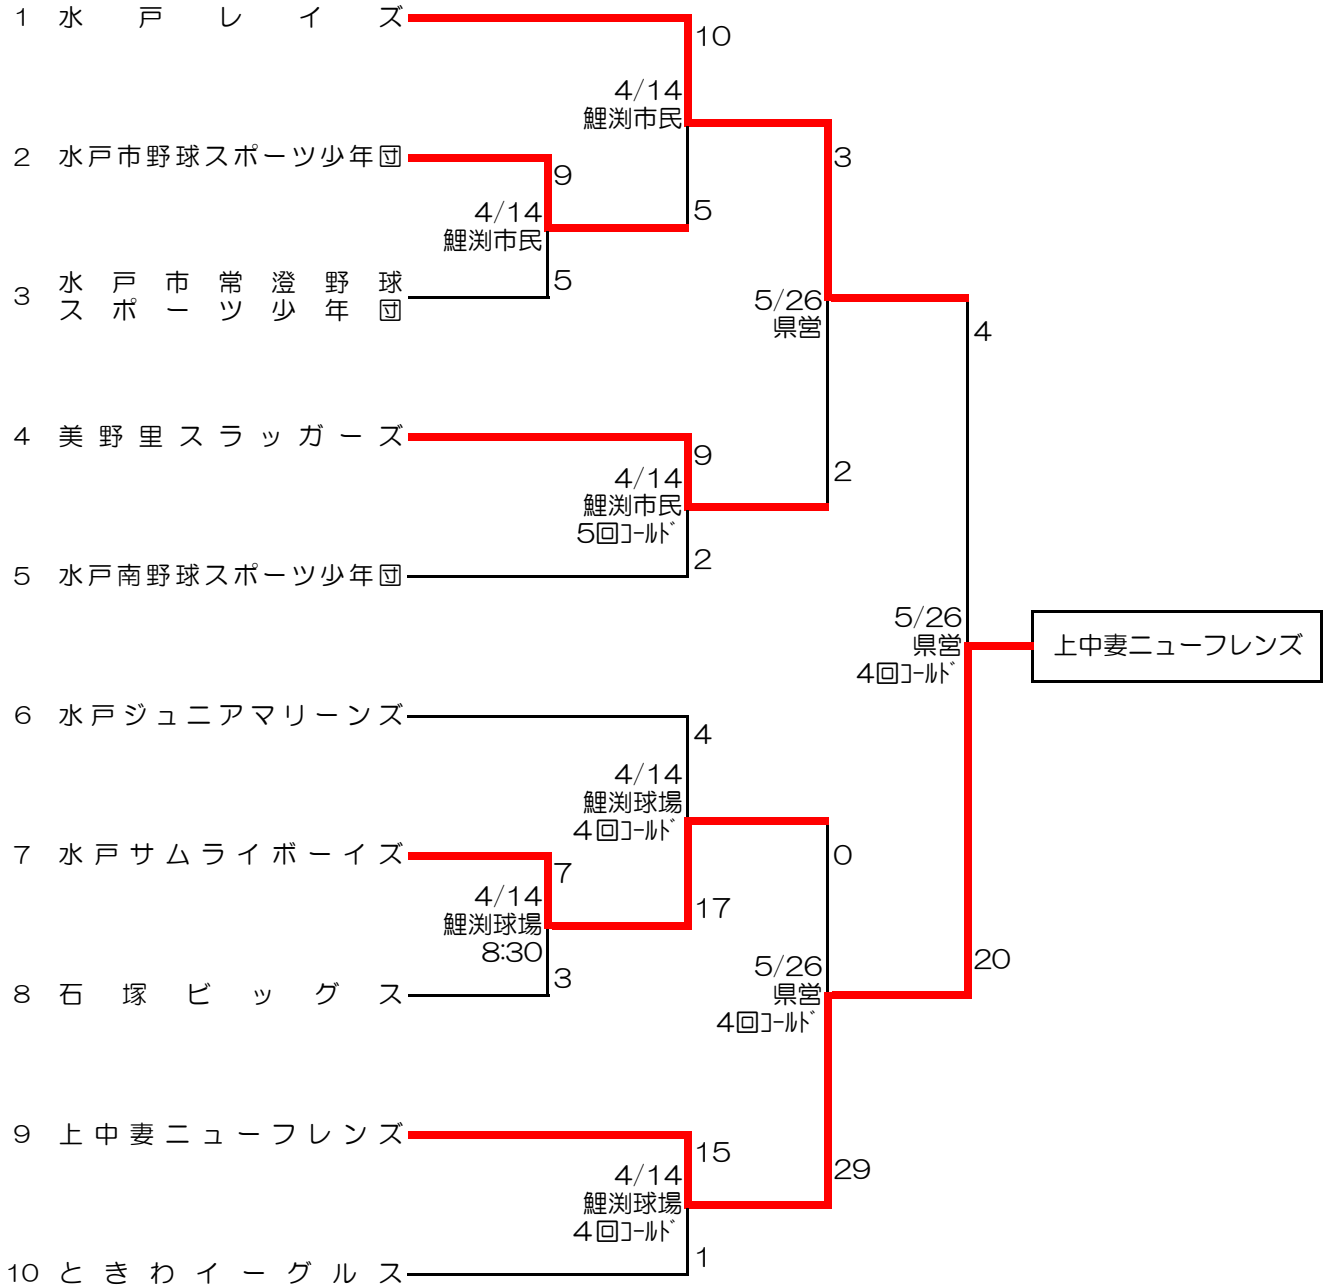 1 水戸レイズ
10
4/14
鯉渕市民
3
2 水戸市野球スポーツ少年団
9
4/14
鯉渕市民
5
5
3 水戸市常澄野球
スポーツ少年団
5/26
県営
4
4 美野里スラッガーズ
9
4/14
鯉渕市民
5回ｺｰﾙﾄﾞ
2
2
5 水戸南野球スポーツ少年団
5/26
県営
4回ｺｰﾙﾄﾞ
上中妻ニューフレンズ
6 水戸ジュニアマリーンズ
4
4/14
鯉渕球場
4回ｺｰﾙﾄﾞ
0
7 水戸サムライボーイズ
7
4/14
鯉渕球場
8:30
17
3
8 石塚ビッグス
5/26
県営
4回ｺｰﾙﾄﾞ
20
9 上中妻ニューフレンズ
15
4/14
鯉渕球場
4回ｺｰﾙﾄﾞ
29
1
10 ときわイーグルス